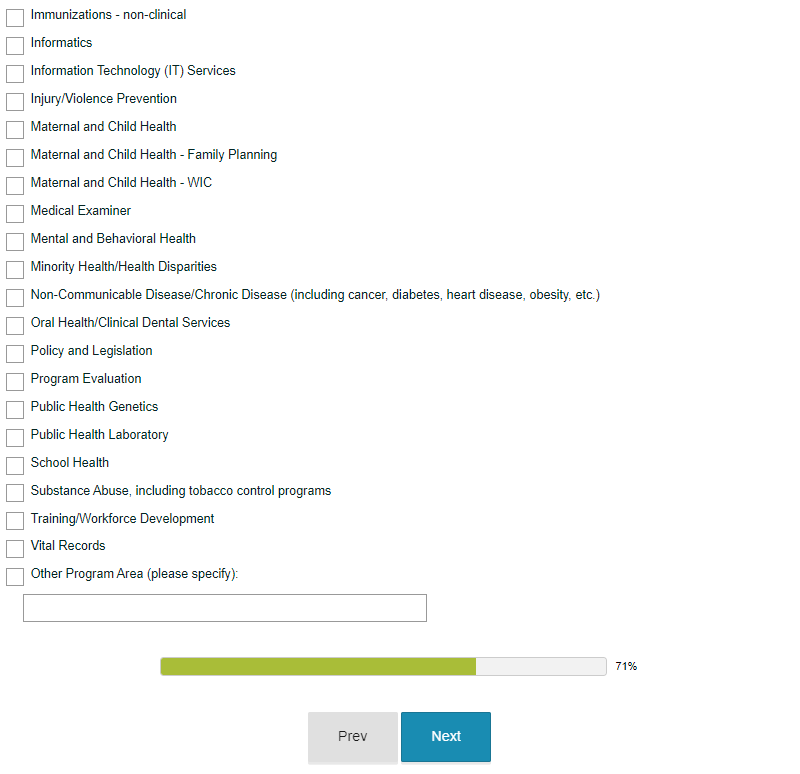 Immunizations - non-clinical
Informatics
Information Technology (IT) Services
Injury/Violence Prevention
Maternal and Child Health
Maternal and Child Health - Family Planning
Maternal and Child Health - WIC
Medical Examiner
Mental and Behavioral Health
Minority Health/Health Disparities
Non-Communicable Disease/Chronic Disease (including cancer, diabetes, heart disease, obesity, etc.)
Oral Health/Clinical Dental Services
Policy and Legislation
Program Evaluation
Public Health Genetics
Public Health Laboratory
School Health
Substance Abuse, including tobacco control programs
Training/Workforce Development
Vital Records
Other Program Area (please specify):
71%
Prev Next